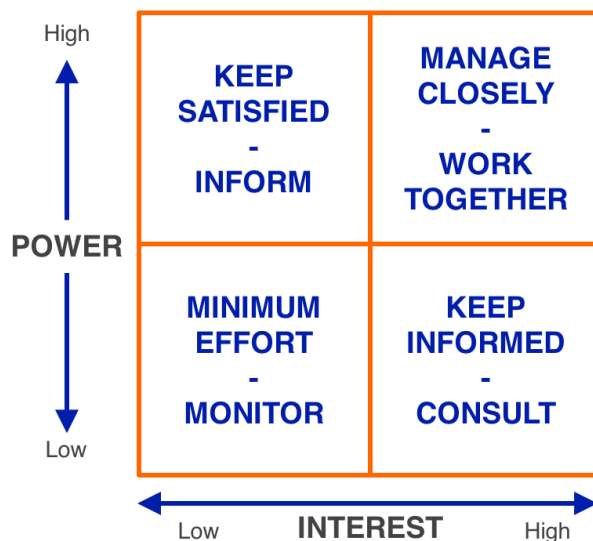 High
KEEP
SATISFIED
-
INFORM
MANAGE
CLOSELY
-
WORK
TOGETHER
POWER
MINIMUM
EFFORT
-
MONITOR
KEEP
INFORMED
-
CONSULT
Low
Low
INTEREST
High